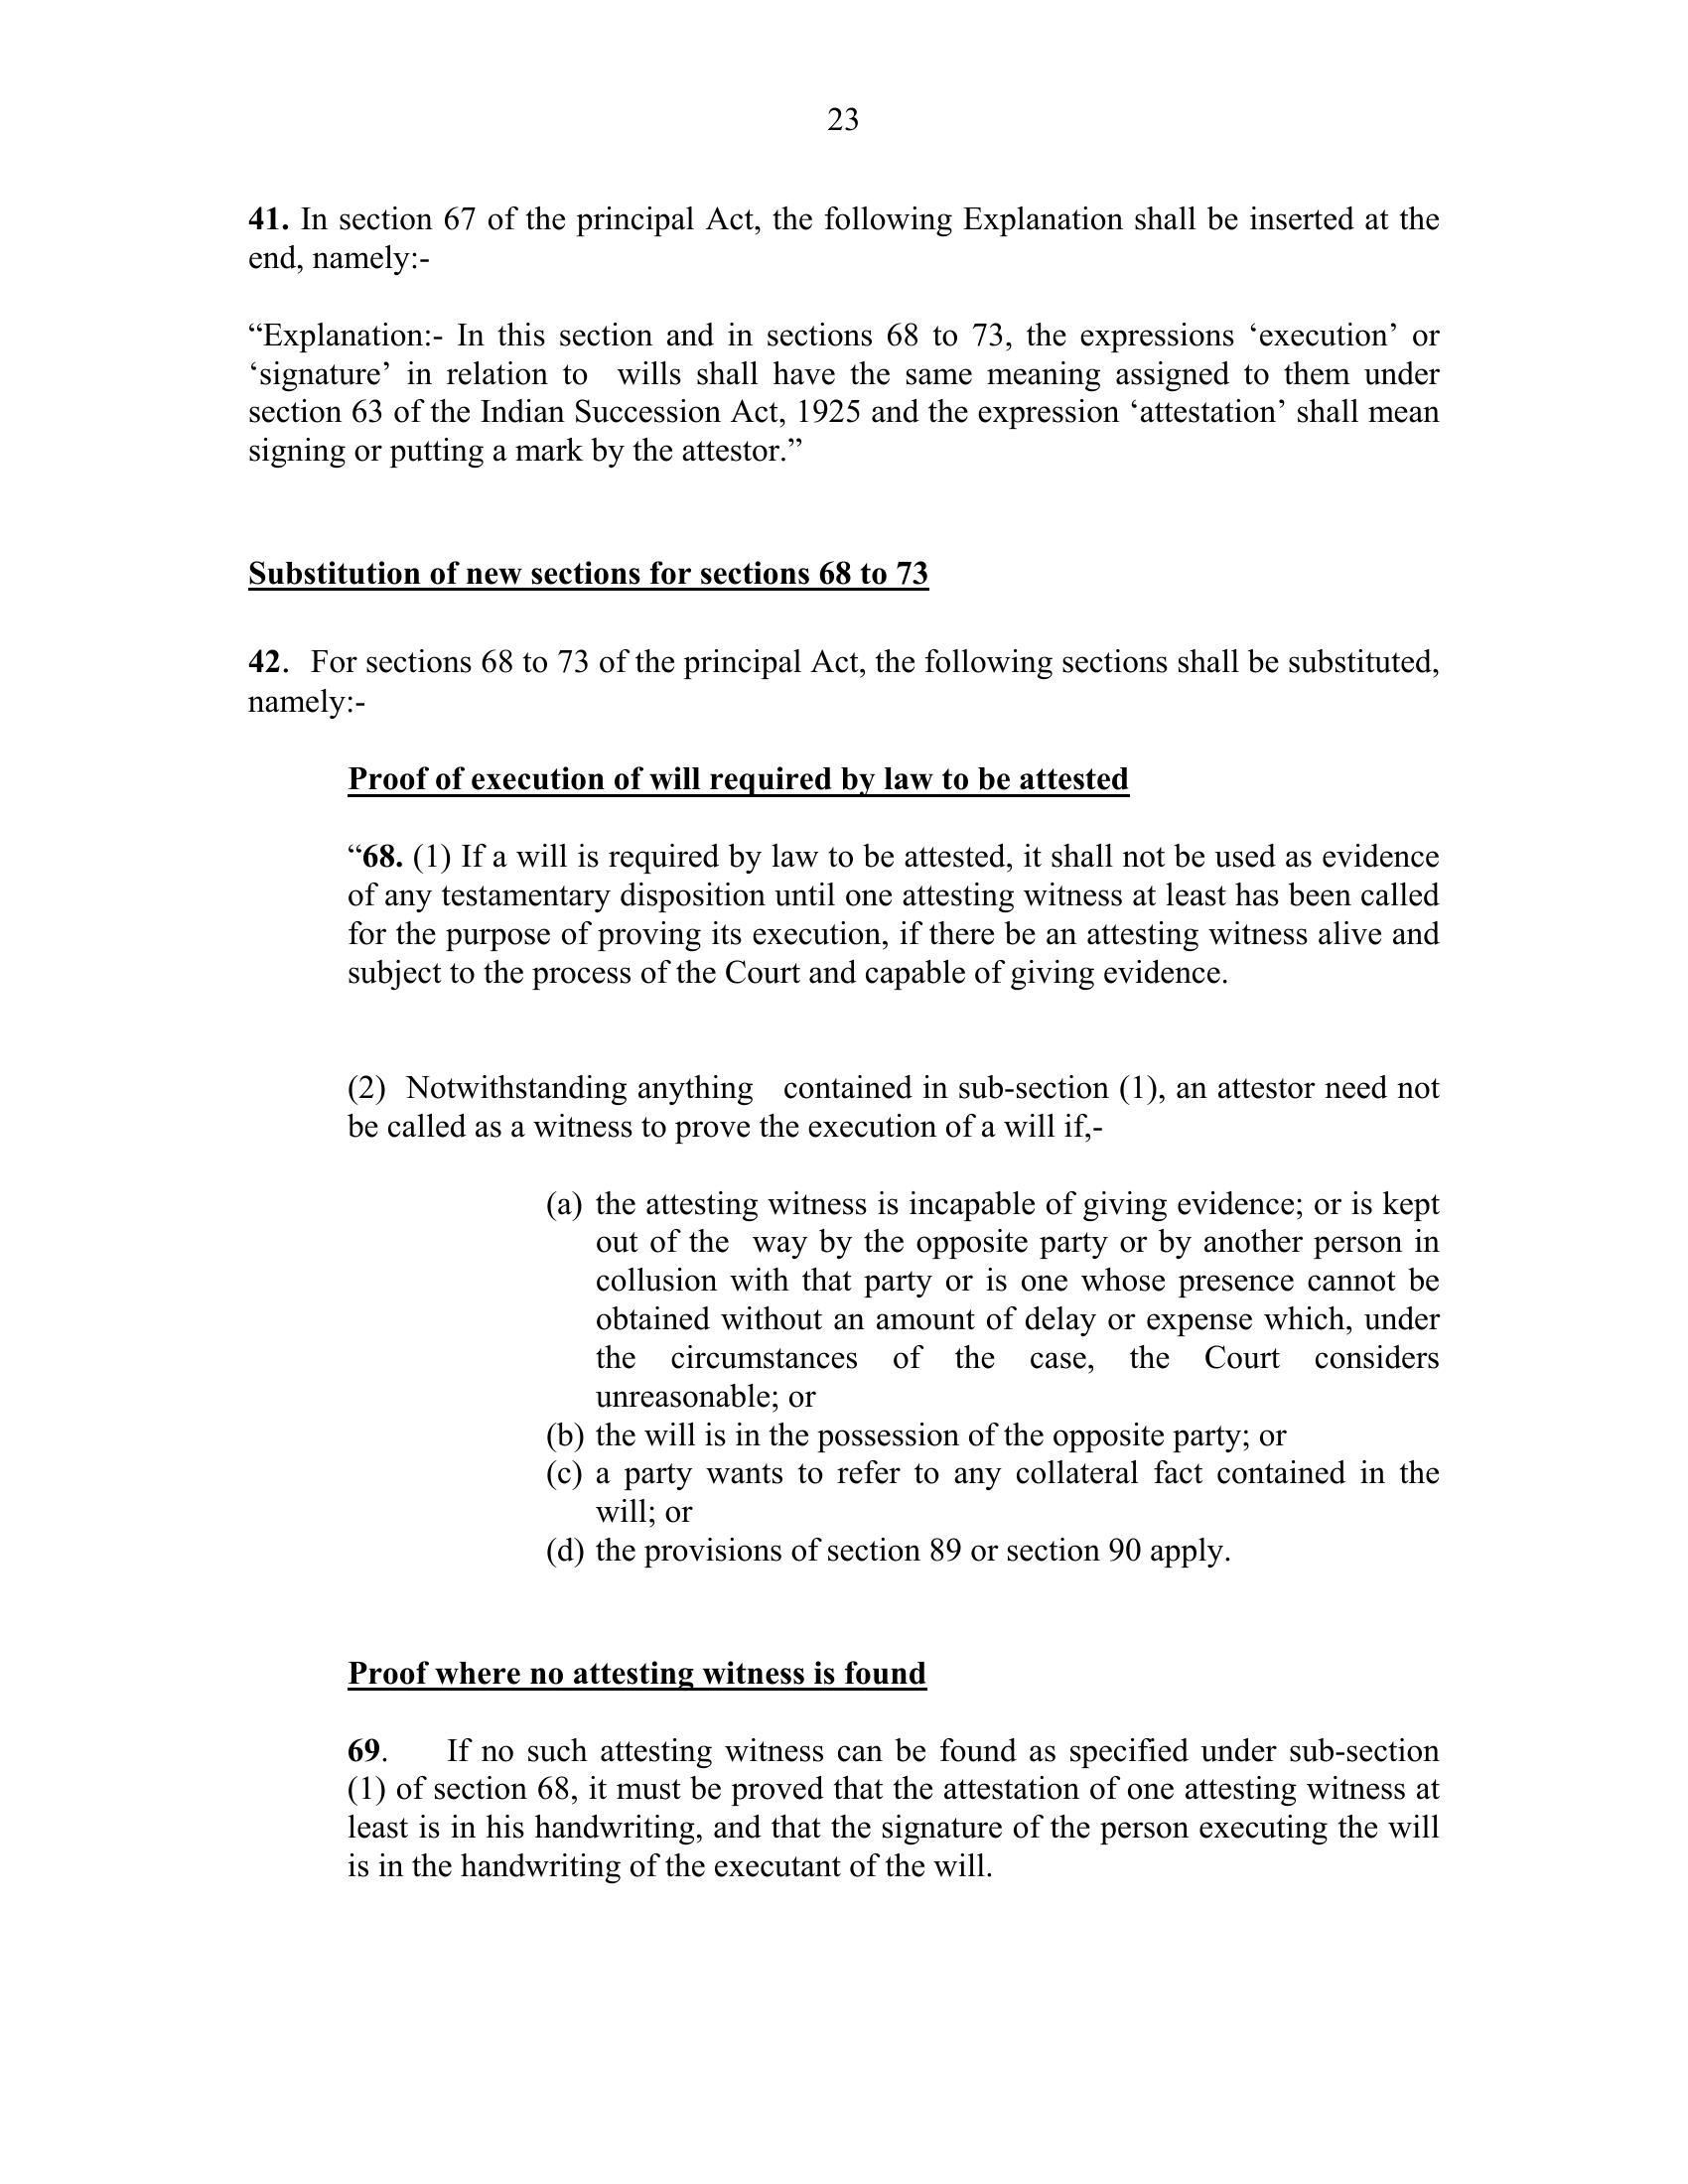 23
41. In section 67 of the principal Act, the following Explanation shall be inserted at the
end, namely:-
“Explanation:- In this section and in sections 68 to 73, the expressions ‘execution’ or
‘signature’ in relation to wills shall have the same meaning assigned to them under
section 63 of the Indian Succession Act, 1925 and the expression ‘attestation’ shall mean
signing or putting a mark by the attestor.”
Substitution of new sections for sections 68 to 73
42. For sections 68 to 73 of the principal Act, the following sections shall be substituted,
namely:-
Proof of execution of will required by law to be attested
“68. (1) If a will is required by law to be attested, it shall not be used as evidence
of any testamentary disposition until one attesting witness at least has been called
for the purpose of proving its execution, if there be an attesting witness alive and
subject to the process of the Court and capable of giving evidence.
(2) Notwithstanding anything contained in sub-section (1), an attestor need not
be called as a witness to prove the execution of a will if,-
(a) the attesting witness is incapable of giving evidence; or is kept
out of the way by the opposite party or by another person in
collusion with that party or is one whose presence cannot be
obtained without an amount of delay or expense which, under
the circumstances of the case, the Court considers
unreasonable; or
(b) the will is in the possession of the opposite party; or
(c) a party wants to refer to any collateral fact contained in the
will; or
(d) the provisions of section 89 or section 90 apply.
Proof where no attesting witness is found
69. If no such attesting witness can be found as specified under sub-section
(1) of section 68, it must be proved that the attestation of one attesting witness at
least is in his handwriting, and that the signature of the person executing the will
is in the handwriting of the executant of the will.